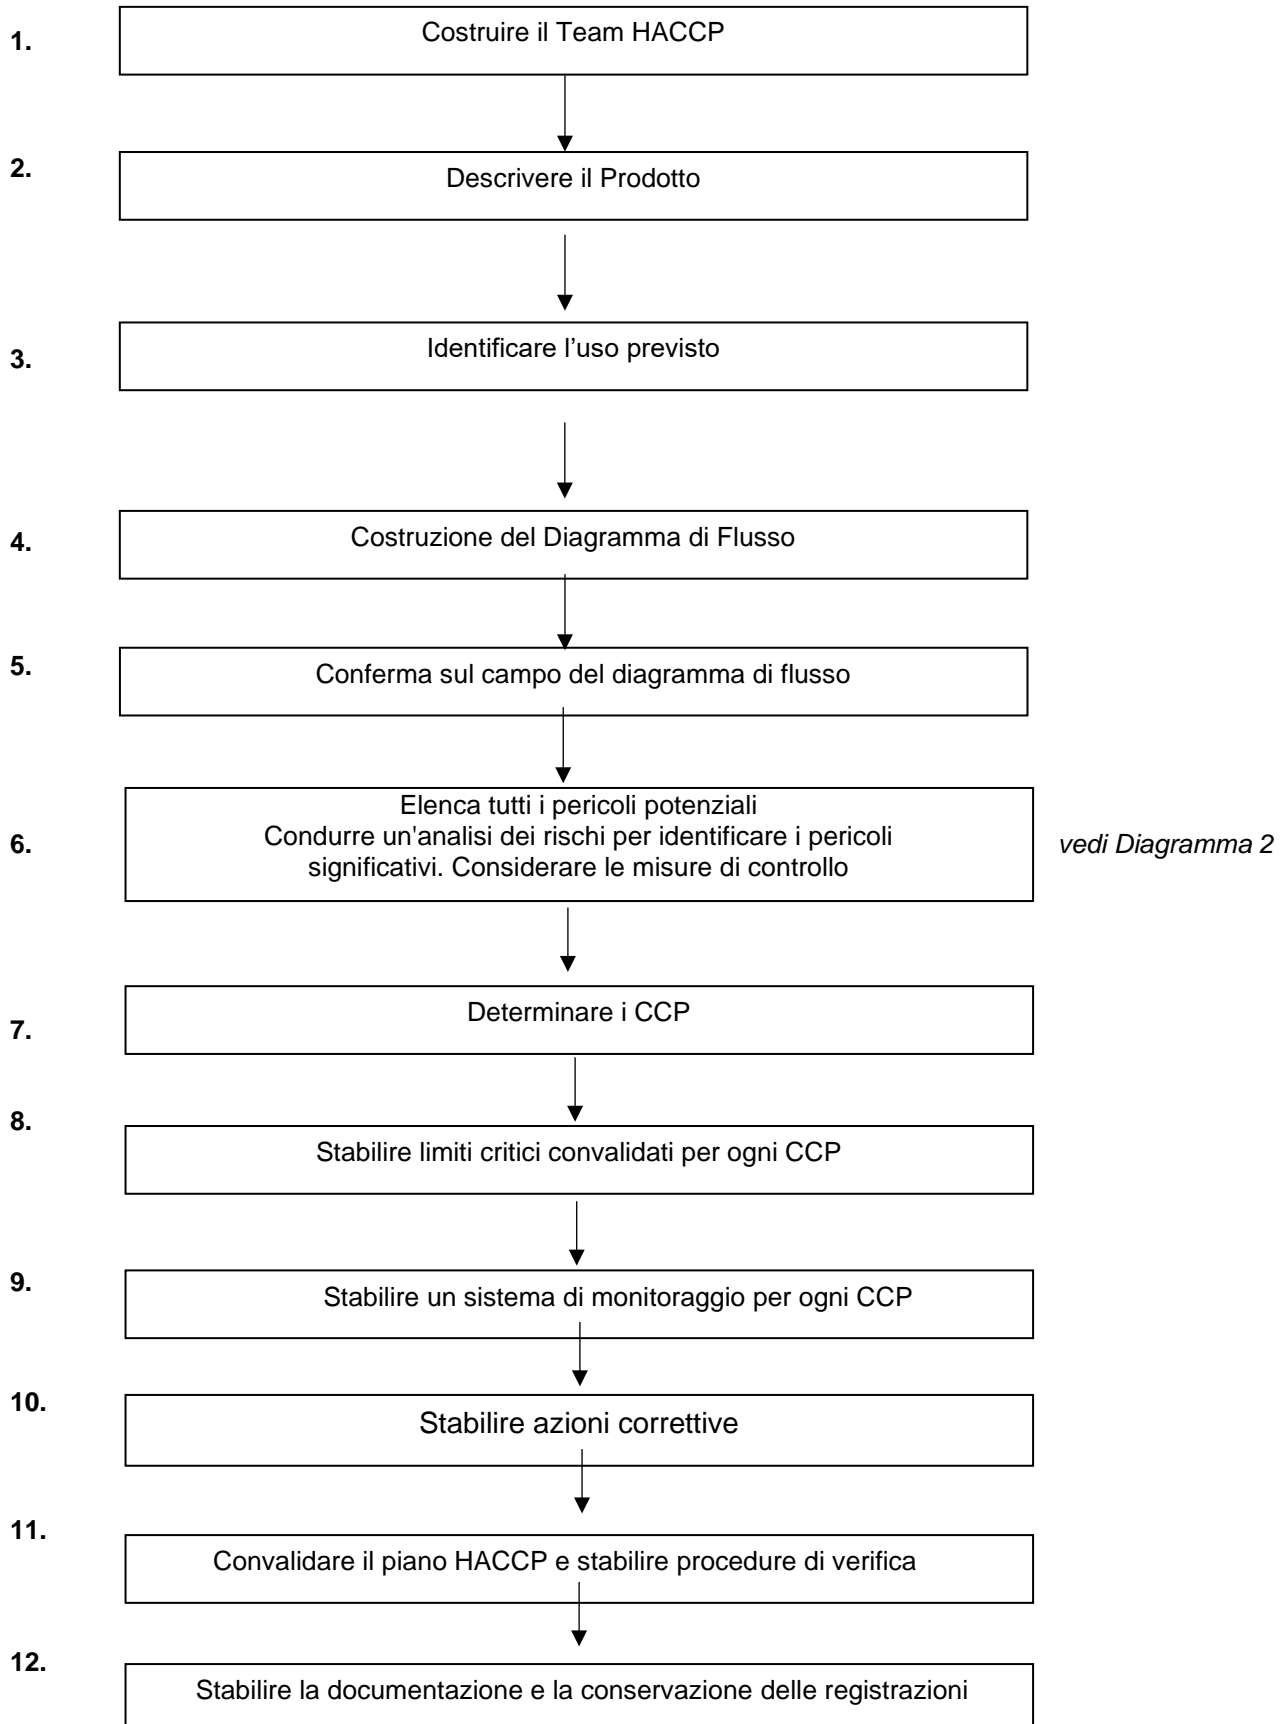 1. Costruire il Team HACCP
2. Descrivere il Prodotto
3. Identificare l’uso previsto
4. Costruzione del Diagramma di Flusso
5. Conferma sul campo del diagramma di flusso
Elenca tutti i pericoli potenziali
6. Condurre un'analisi dei rischi per identificare i pericoli
significativi. Considerare le misure di controllo
vedi Diagramma 2
7. Determinare i CCP
8. Stabilire limiti critici convalidati per ogni CCP
9. Stabilire un sistema di monitoraggio per ogni CCP
10. Stabilire azioni correttive
11. Convalidare il piano HACCP e stabilire procedure di verifica
12. Stabilire la documentazione e la conservazione delle registrazioni